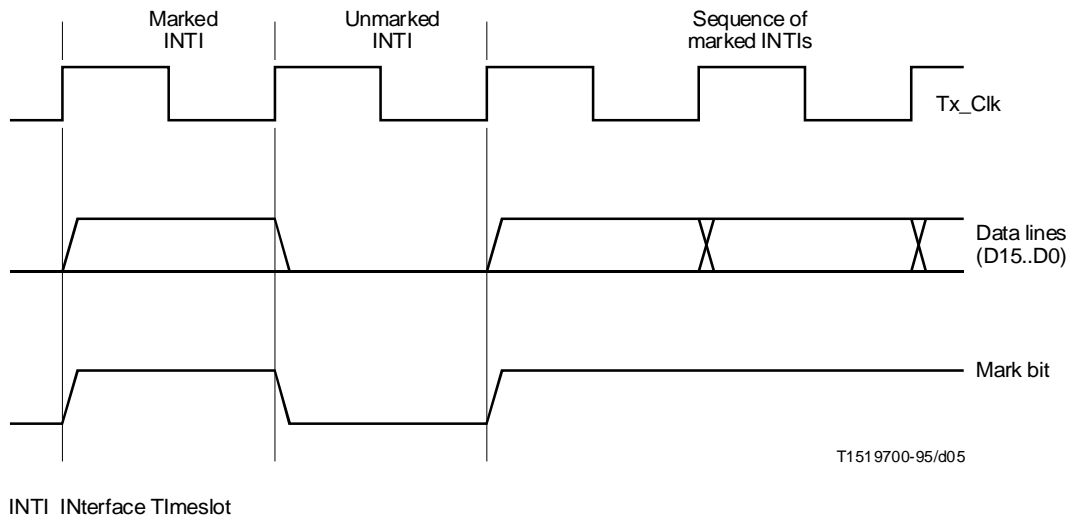 Marked
INTI
Unmarked
INTI
Sequence of
marked INTIs
Tx_Clk
Data lines
(D15..D0)
Mark bit
T1519700-95/d05
INTI INterface TImeslot